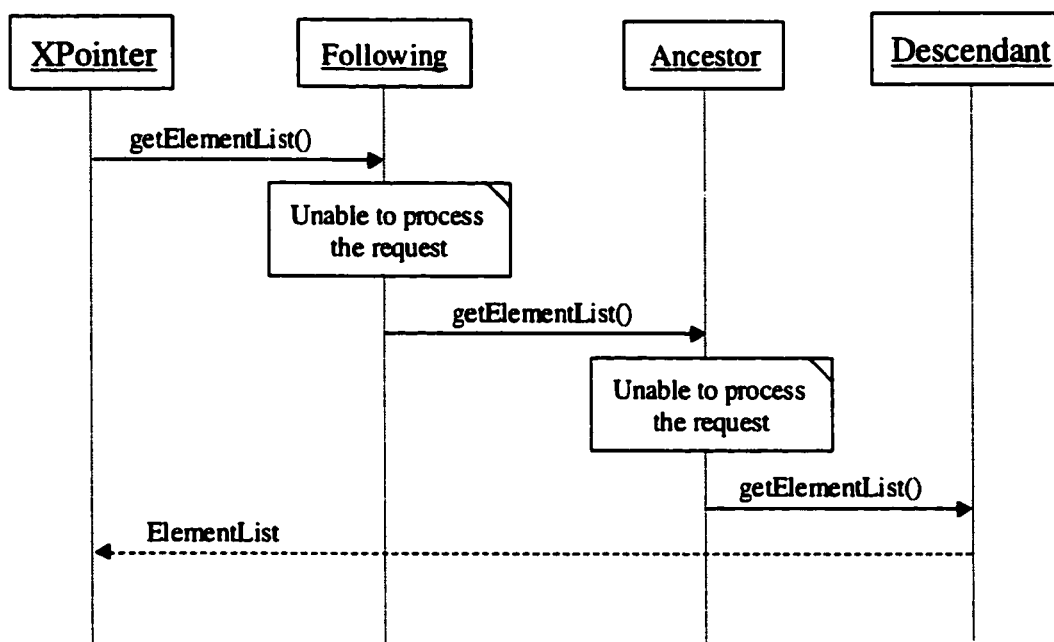 XPointer
Following
Ancestor
Descendant
getElementList()
Unable to process
the request
getElementList()
Unable to process
the request
getElementList()
ElementList